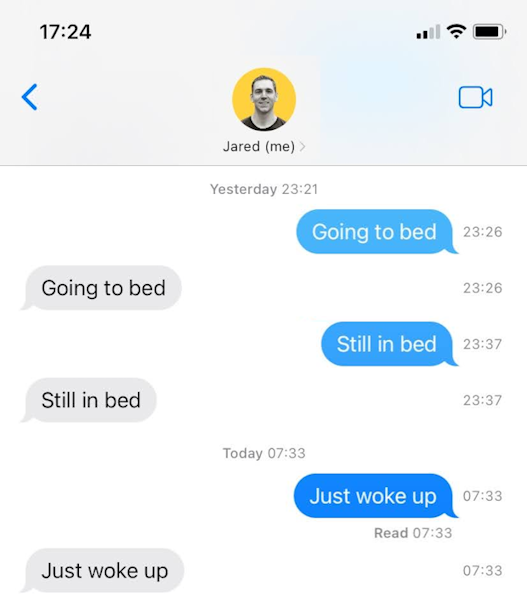 17:24
Jared (me)
Yesterday 23:21
Going to bed 23:26
Going to bed 23:26
Still in bed 23:37
Still in bed 23:37
Today 07:33
Just woke up 07:33
Read 07:33
Just woke up 07:33